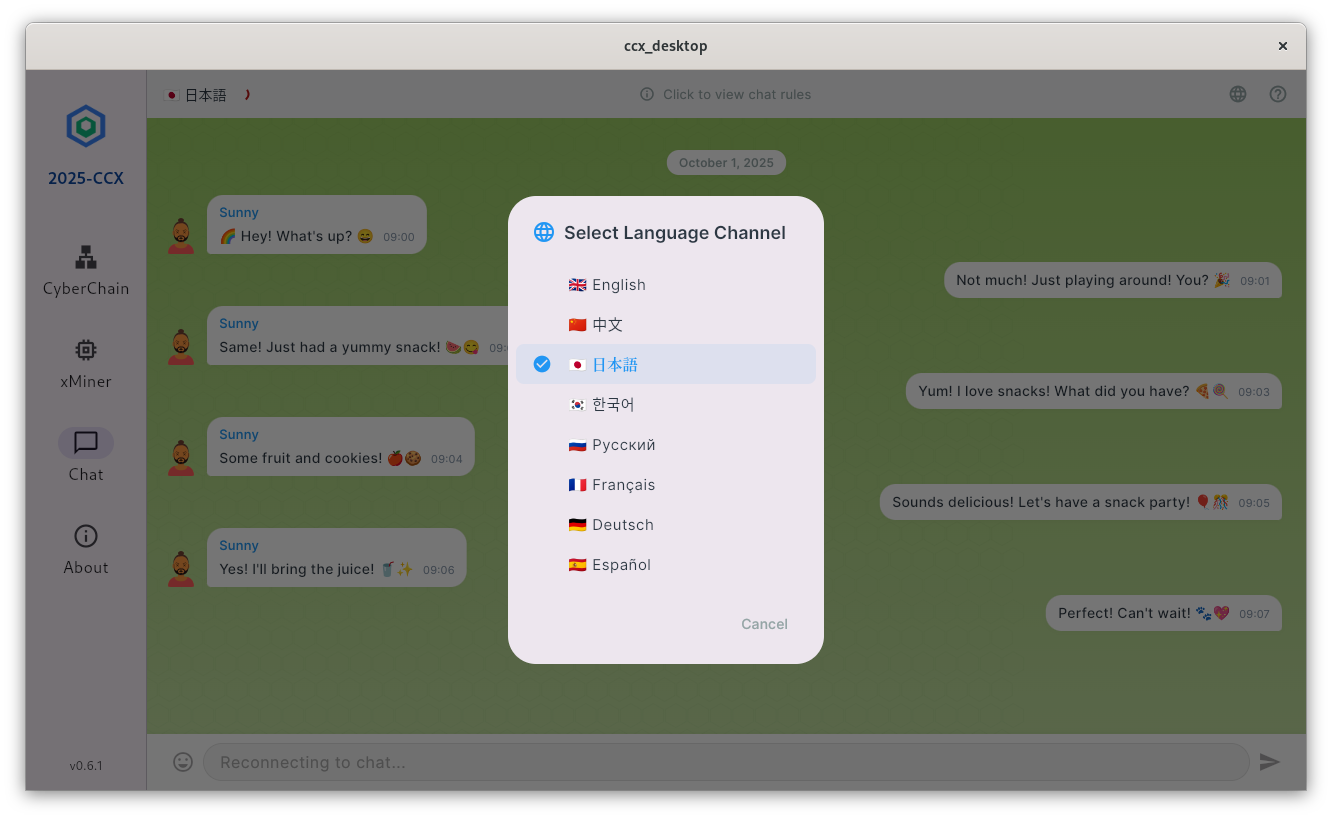 ccx_desktop
2025-CCX
CyberChain
xMiner
Chat
About
v0.6.1
日本語
Click to view chat rules
October 1, 2025
Sunny
🌈 Hey! What's up? 😄 09:00
Not much! Just playing around! You? 🎉 09:01
Sunny
Same! Just had a yummy snack! 🍉😋 09:
Yum! I love snacks! What did you have? 🍕🍭 09:03
Sunny
Some fruit and cookies! 🍎🍪 09:04
Sounds delicious! Let's have a snack party! 🎈🎊 09:05
Sunny
Yes! I'll bring the juice! 🥤✨ 09:06
Perfect! Can't wait! 🐾💖 09:07
Reconnecting to chat...
Select Language Channel
🇬🇧 English
🇨🇳 中文
🇯🇵 日本語
🇰🇷 한국어
🇷🇺 Русский
🇫🇷 Français
🇩🇪 Deutsch
🇪🇸 Español
Cancel